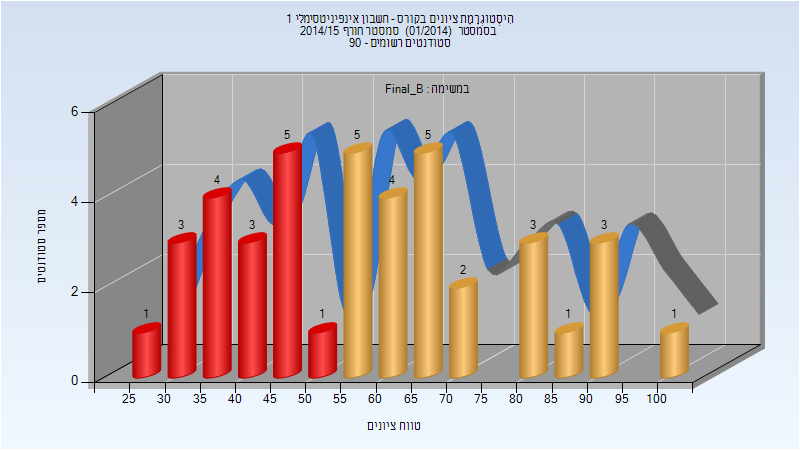 היסטוגרמת ציונים בקורס - חשבון אינפיניטסימלי 1
בסמסטר (01/2014) סמסטר חורף 2014/15
סטודנטים רשומים - 90
במשימה : Final_B
מספר סטודנטים
6
4
2
0
1
3
4
3
5
1
5
4
5
2
3
1
3
1
25 30 35 40 45 50 55 60 65 70 75 80 85 90 95 100
טווח ציונים